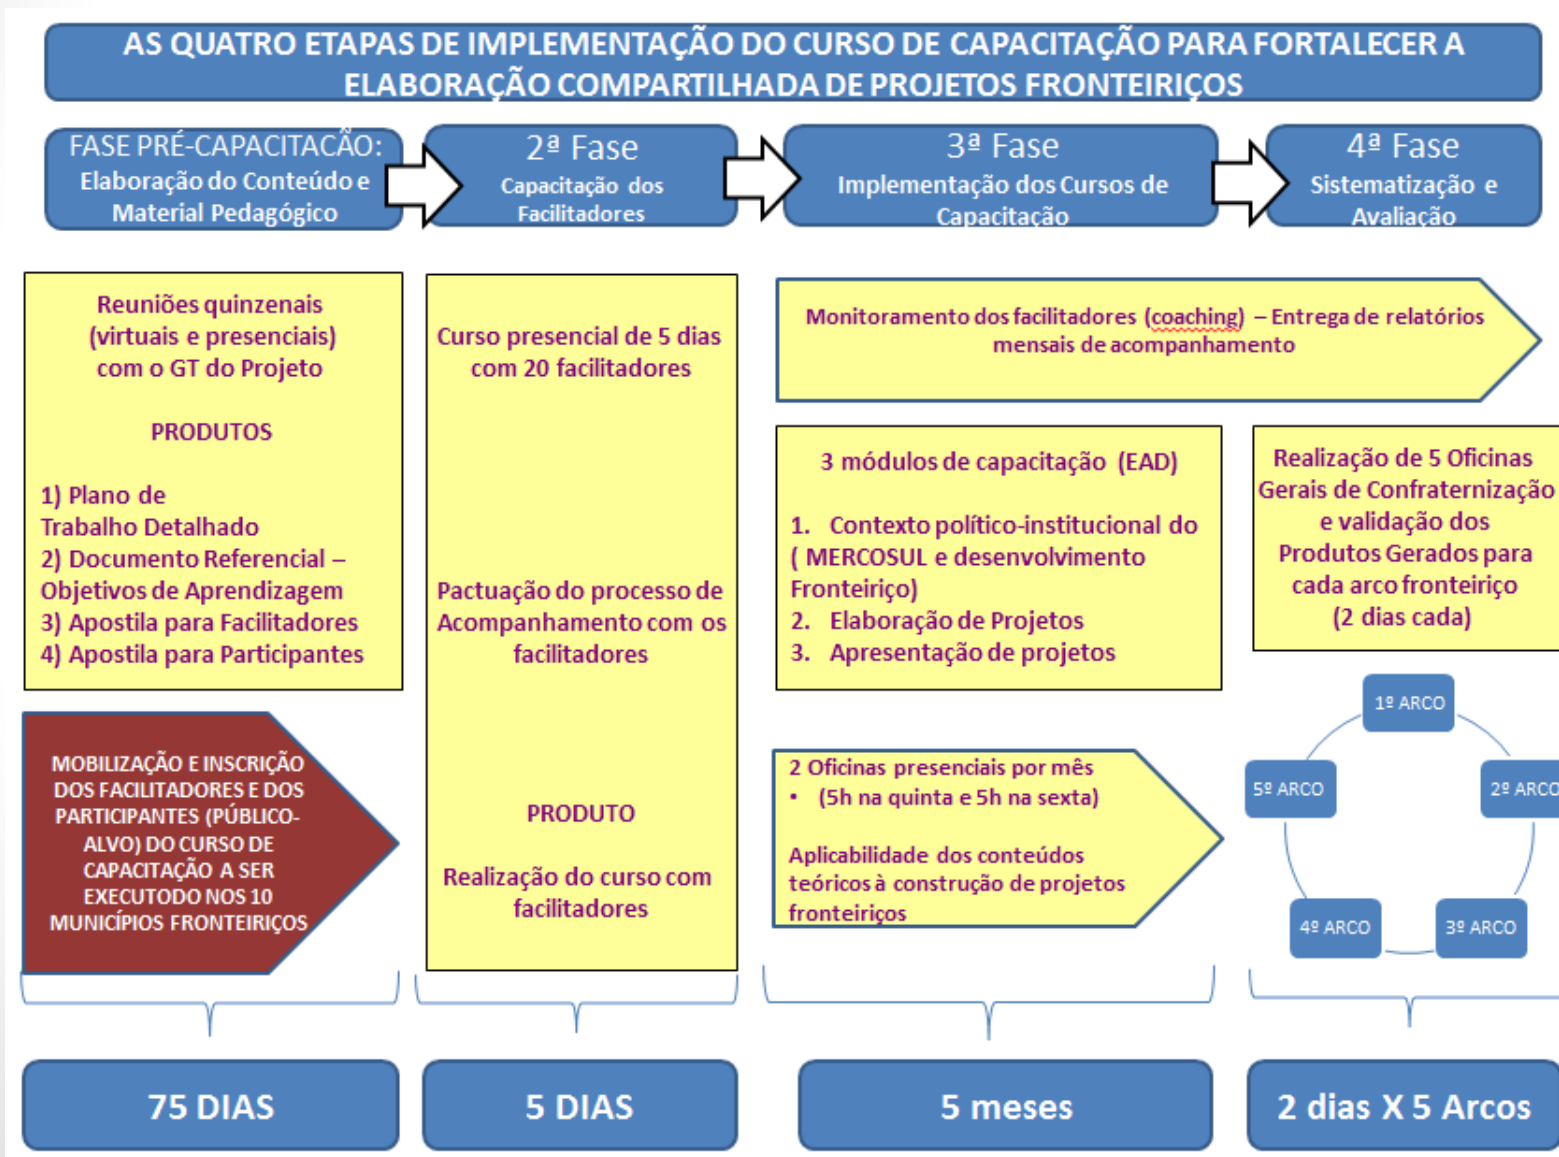 AS QUATRO ETAPAS DE IMPLEMENTAÇÃO DO CURSO DE CAPACITAÇÃO PARA FORTALECER A
ELABORAÇÃO COMPARTILHADA DE PROJETOS FRONTEIRIÇOS
FASE PRÉ-CAPACITACÃO:
Elaboração do Conteúdo e
Material Pedagógico
2ª Fase
Capacitação dos
Facilitadores
3ª Fase
Implementação dos Cursos de
Capacitação
4ª Fase
Sistematização e
Avaliação
Reuniões quinzenais
(virtuais e presenciais)
com o GT do Projeto
PRODUTOS
1) Plano de
Trabalho Detalhado
2) Documento Referencial –
Objetivos de Aprendizagem
3) Apostila para Facilitadores
4) Apostila para Participantes
MOBILIZAÇÃO E INSCRIÇÃO
DOS FACILITADORES E DOS
PARTICIPANTES (PÚBLICO-
ALVO) DO CURSO DE
CAPACITAÇÃO A SER
EXECUTODO NOS 10
MUNICÍPIOS FRONTEIRIÇOS
Curso presencial de 5 dias
com 20 facilitadores
Pactuação do processo de
Acompanhamento com os
facilitadores
PRODUTO
Realização do curso com
facilitadores
Monitoramento dos facilitadores (coaching) – Entrega de relatórios
mensais de acompanhamento
3 módulos de capacitação (EAD)
1. Contexto político-institucional do
( MERCOSUL e desenvolvimento
Fronteiriço)
2. Elaboração de Projetos
3. Apresentação de projetos
2 Oficinas presenciais por mês
• (5h na quinta e 5h na sexta)
Aplicabilidade dos conteúdos
teóricos à construção de projetos
fronteiriços
Realização de 5 Oficinas
Gerais de Confraternização
e validação dos
Produtos Gerados para
cada arco fronteiriço
(2 dias cada)
1º ARCO
5º ARCO
2º ARCO
4º ARCO
3º ARCO
75 DIAS
5 DIAS
5 meses
2 dias X 5 Arcos